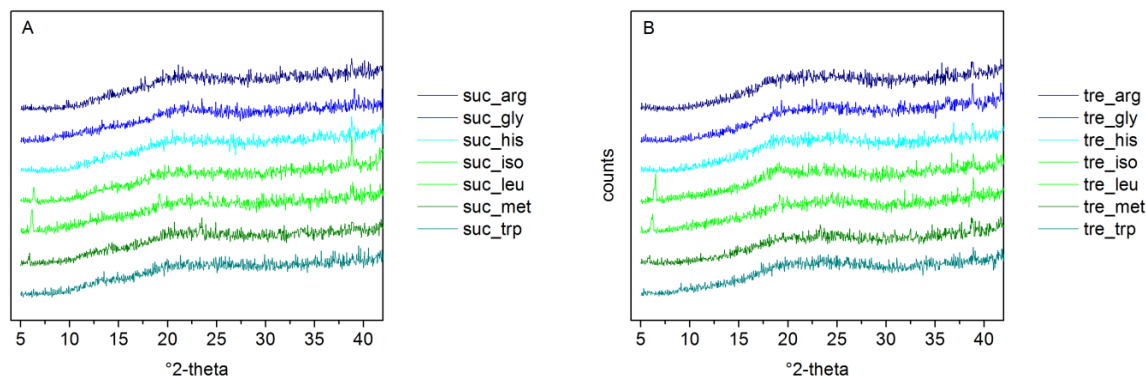 A
suc_arg
suc_gly
suc_his
suc_iso
suc_leu
suc_met
suc_trp
5 10 15 20 25 30 35 40
°2-theta
B
counts
tre_arg
tre_gly
tre_his
tre_iso
tre_leu
tre_met
tre_trp
5 10 15 20 25 30 35 40
°2-theta